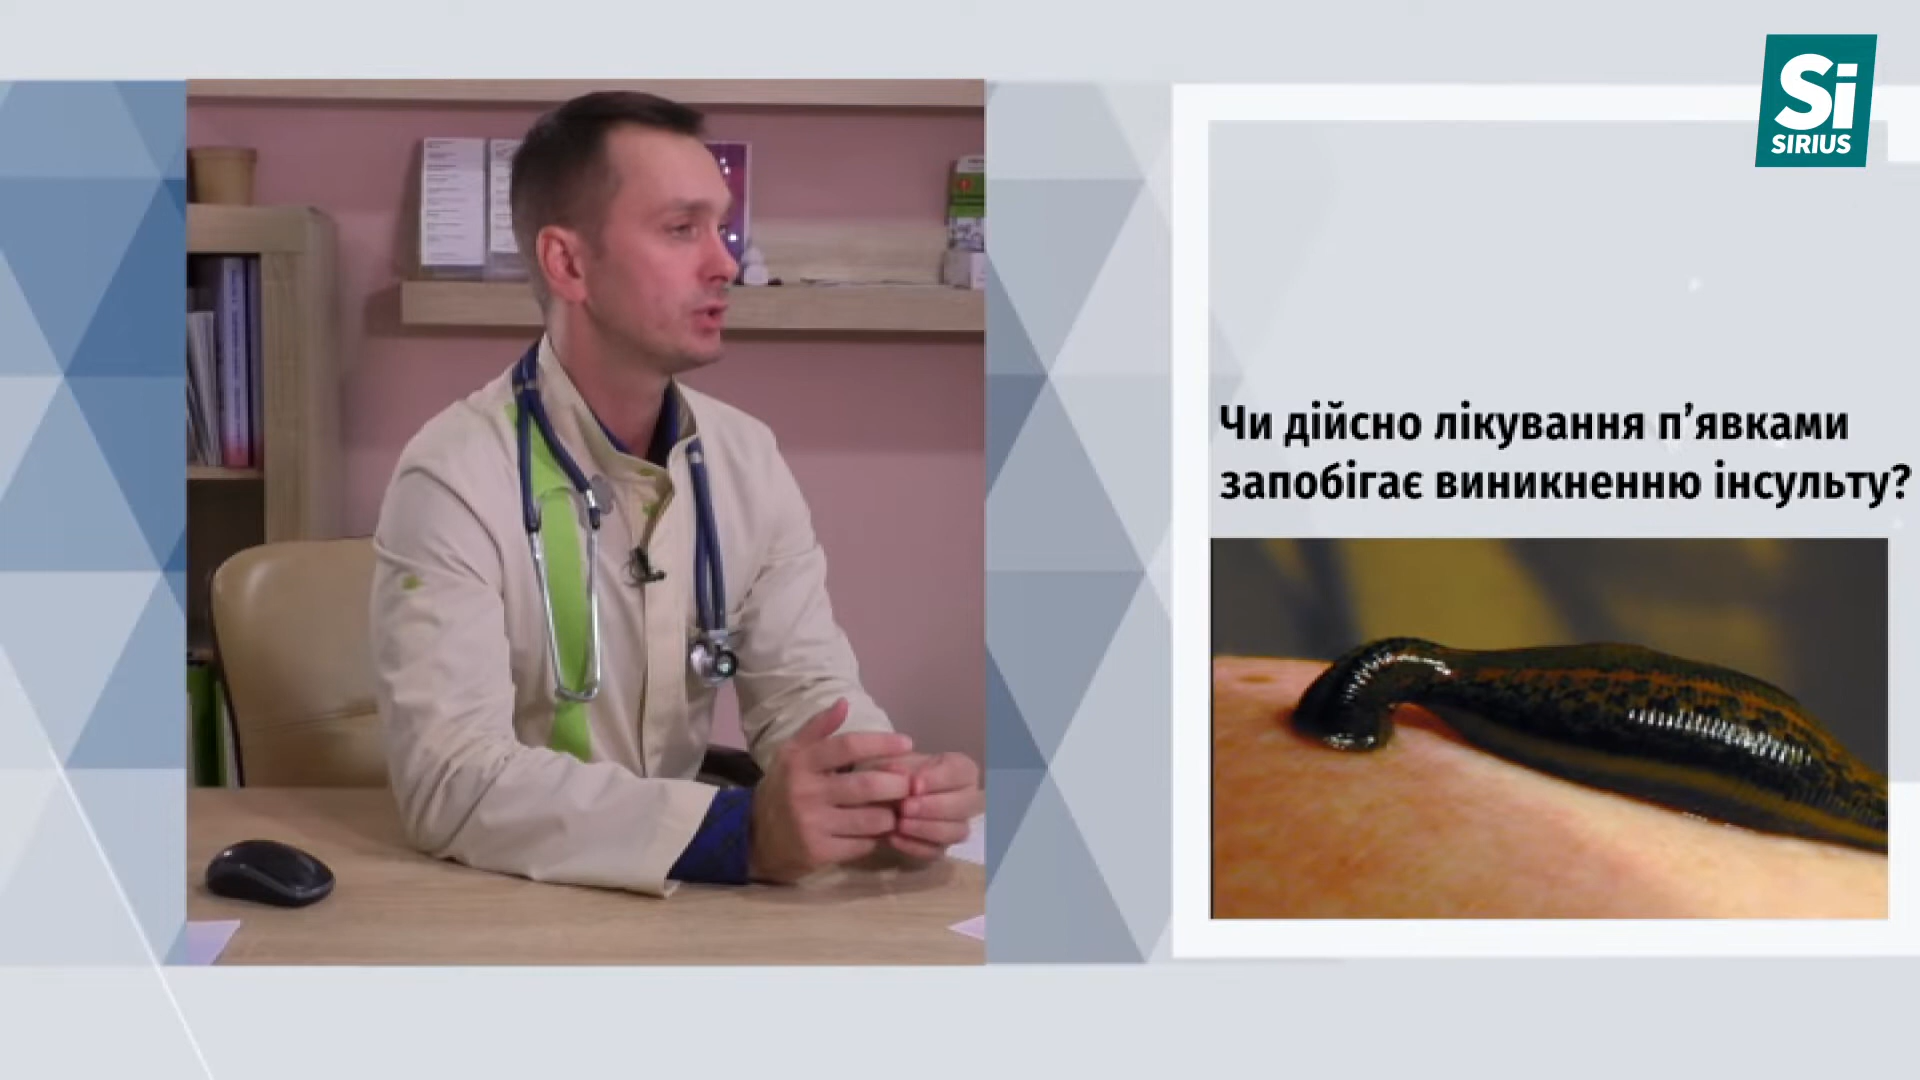 Si
SIRIUS
Чи дійсно лікування п’явками
запобігає виникненню інсульту?